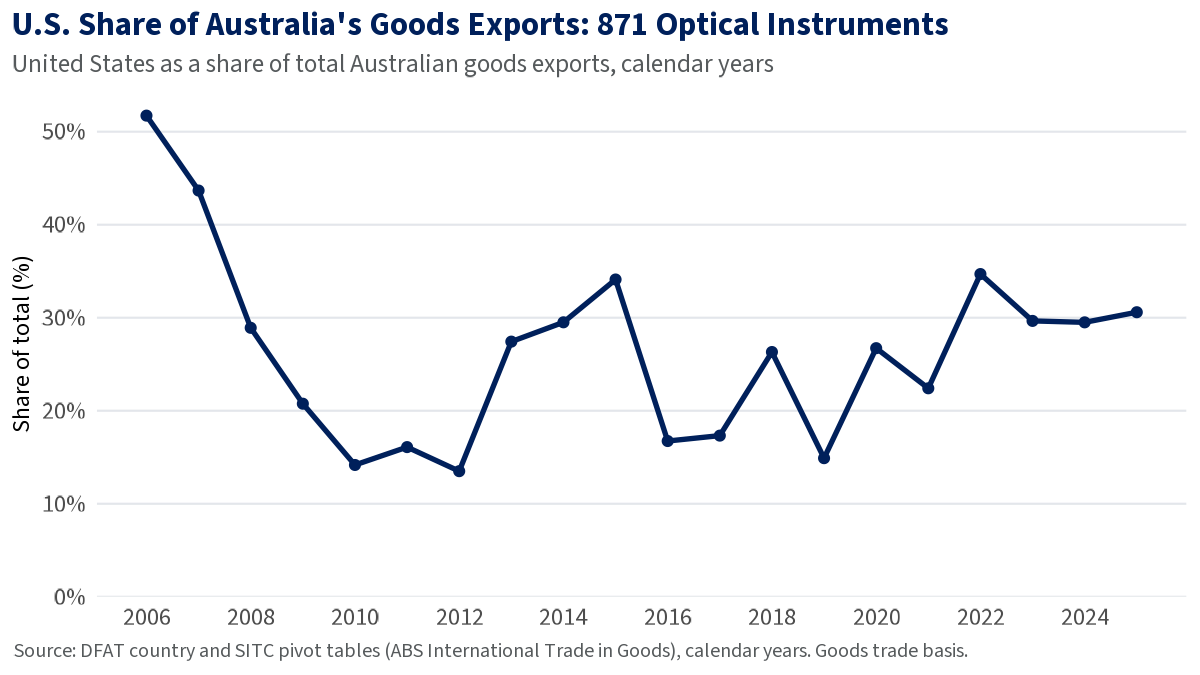 U.S. Share of Australia's Goods Exports: 871 Optical Instruments
United States as a share of total Australian goods exports, calendar years
Share of total (%)
50%
40%
30%
20%
10%
0%
2006 2008 2010 2012 2014 2016 2018 2020 2022 2024
Source: DFAT country and SITC pivot tables (ABS International Trade in Goods), calendar years. Goods trade basis.